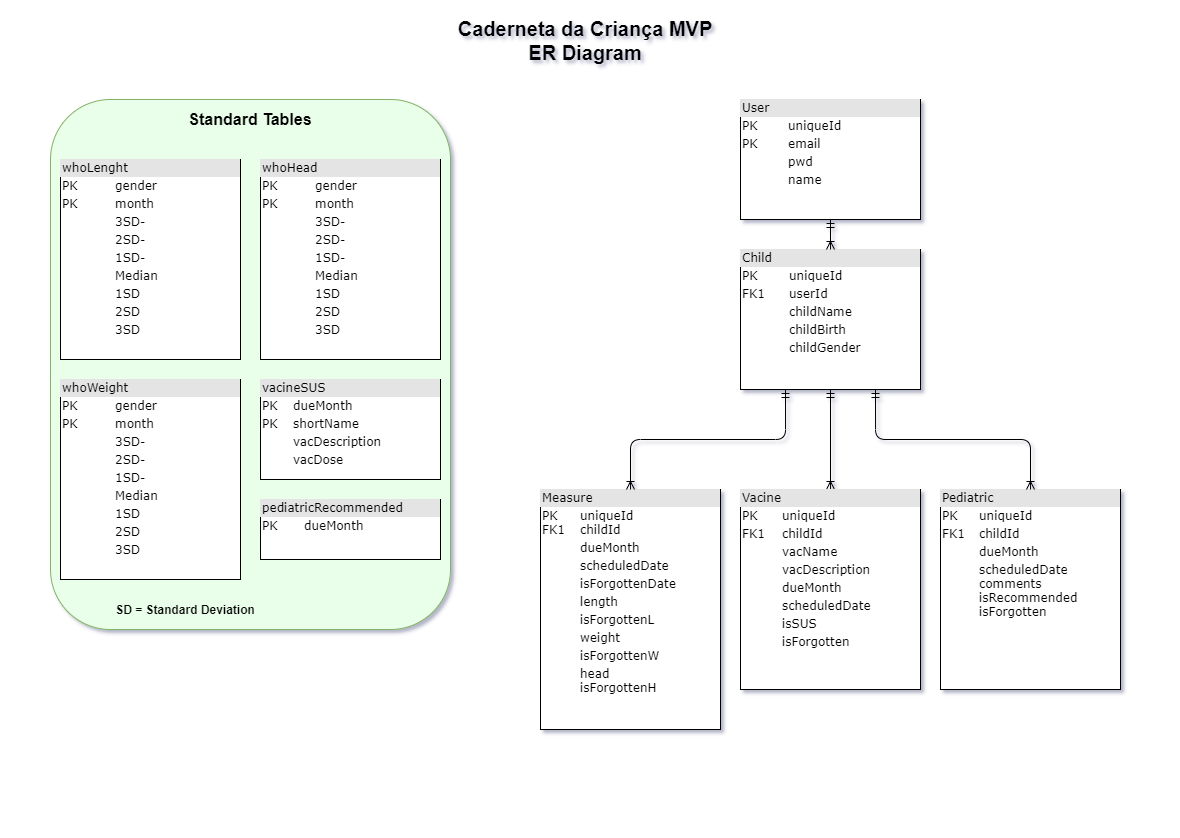 Caderneta da Criança MVP
ER Diagram
Standard Tables
whoLenght
PK gender
PK month
3SD-
2SD-
1SD-
Median
1SD
2SD
3SD
whoHead
PK gender
PK month
3SD-
2SD-
1SD-
Median
1SD
2SD
3SD
whoWeight
PK gender
PK month
3SD-
2SD-
1SD-
Median
1SD
2SD
3SD
vacineSUS
PK dueMonth
PK shortName
vacDescription
vacDose
pediatricRecommended
PK dueMonth
SD = Standard Deviation
User
PK uniqueId
PK email
pwd
name
Child
PK uniqueId
FK1 userId
childName
childBirth
childGender
Measure
PK uniqueId
FK1 childId
dueMonth
scheduledDate
isForgottenDate
length
isForgottenL
weight
isForgottenW
head
isForgottenH
Vacine
PK uniqueId
FK1 childId
vacName
vacDescription
dueMonth
scheduledDate
isSUS
isForgotten
Pediatric
PK uniqueId
FK1 childId
dueMonth
scheduledDate
comments
isRecommended
isForgotten